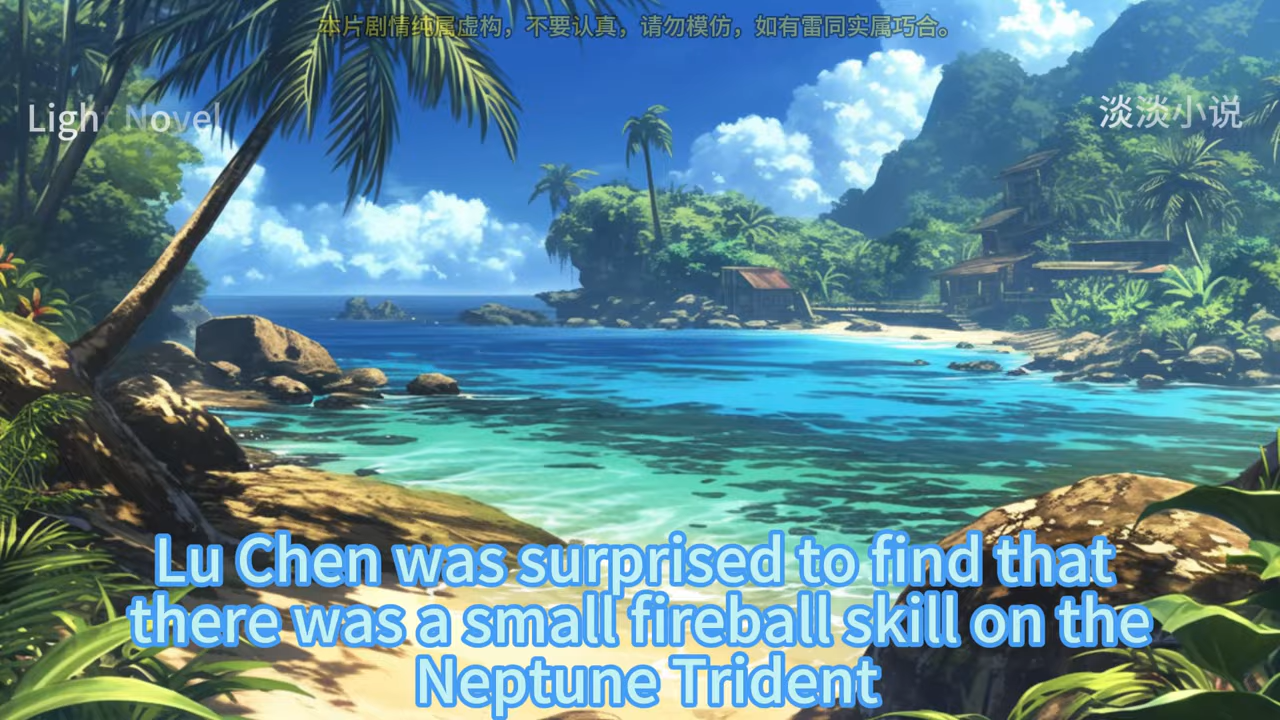 本片剧情纯属虚构，不要认真，请勿模仿，如有雷同实属巧合。
Light Novel
淡淡小说
Lu Chen was surprised to find that
there was a small fireball skill on the
Neptune Trident